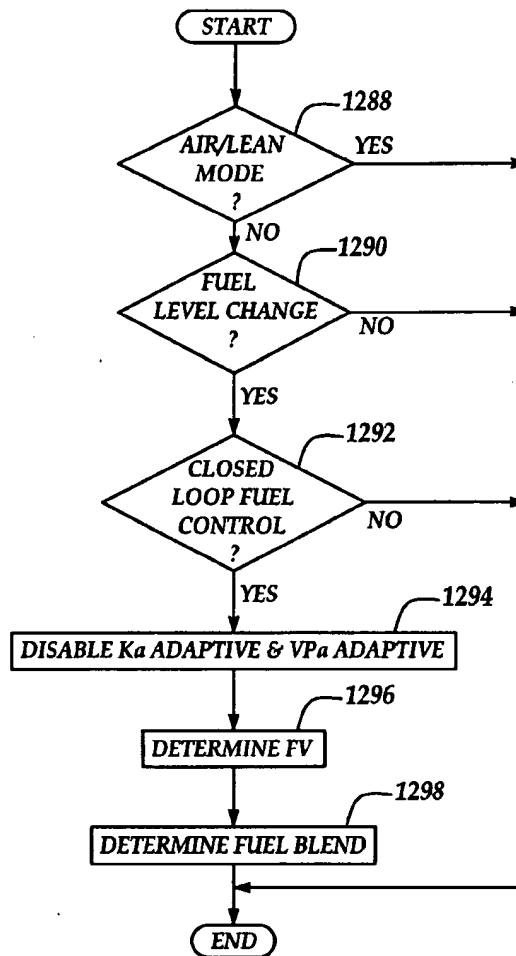 START
1288
AIR/LEAN
MODE
?
YES
NO
1290
FUEL
LEVEL CHANGE
?
NO
YES
1292
CLOSED
LOOP FUEL
CONTROL
?
NO
YES
1294
DISABLE Ka ADAPTIVE & VPa ADAPTIVE
1296
DETERMINE FV
1298
DETERMINE FUEL BLEND
END